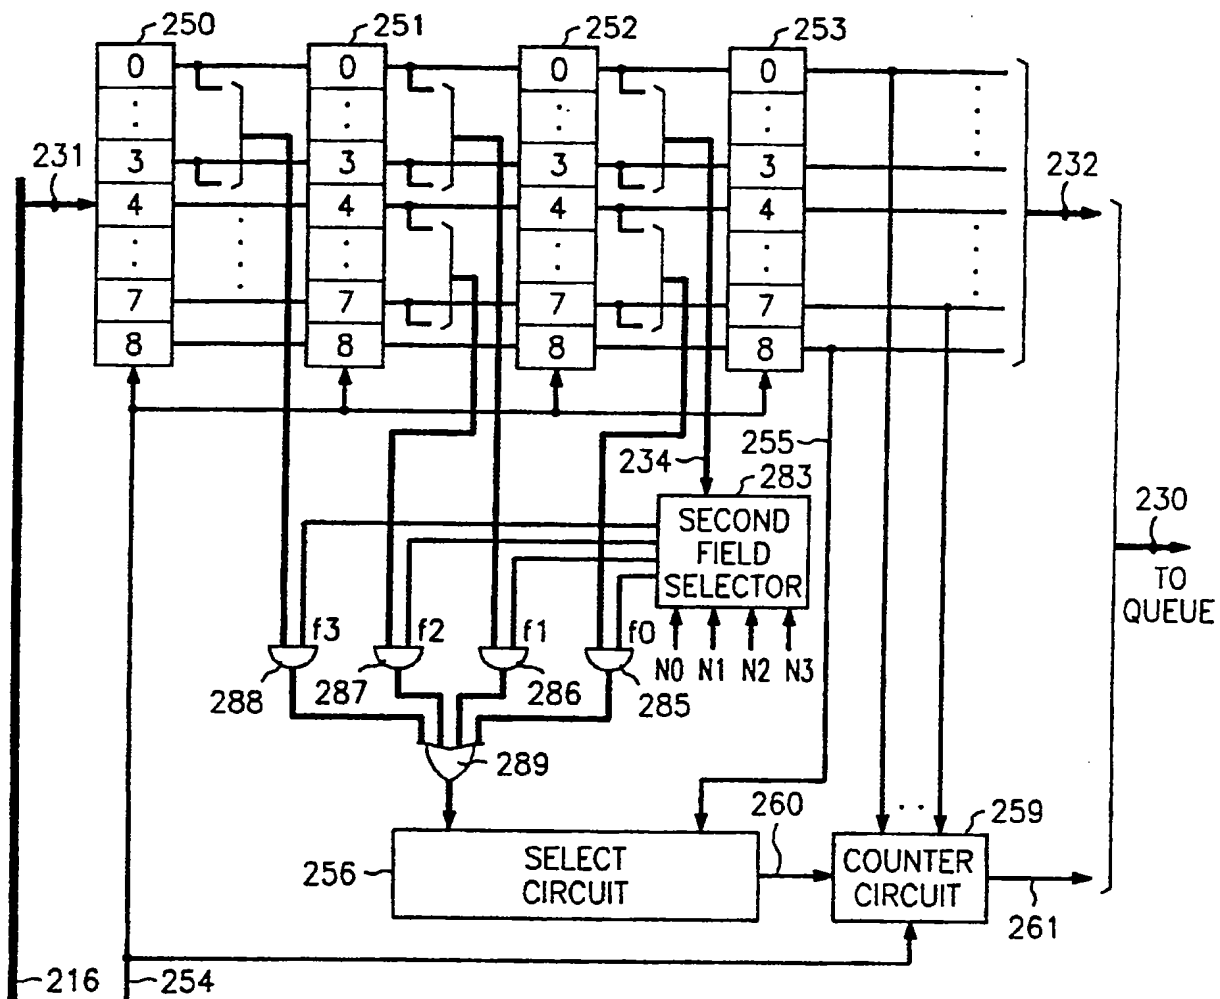 250 251 252 253
0 0 0 0
231
3 3 3 3
232
4 4 4 4
7 7 7 7
8 8 8 8
255
234
283
SECOND
FIELD
SELECTOR
230
TO
QUEUE
f3 f2 f1 f0
N0 N1 N2 N3
288 287 286 285
289
260
259
256
SELECT
CIRCUIT
COUNTER
CIRCUIT
261
216 254